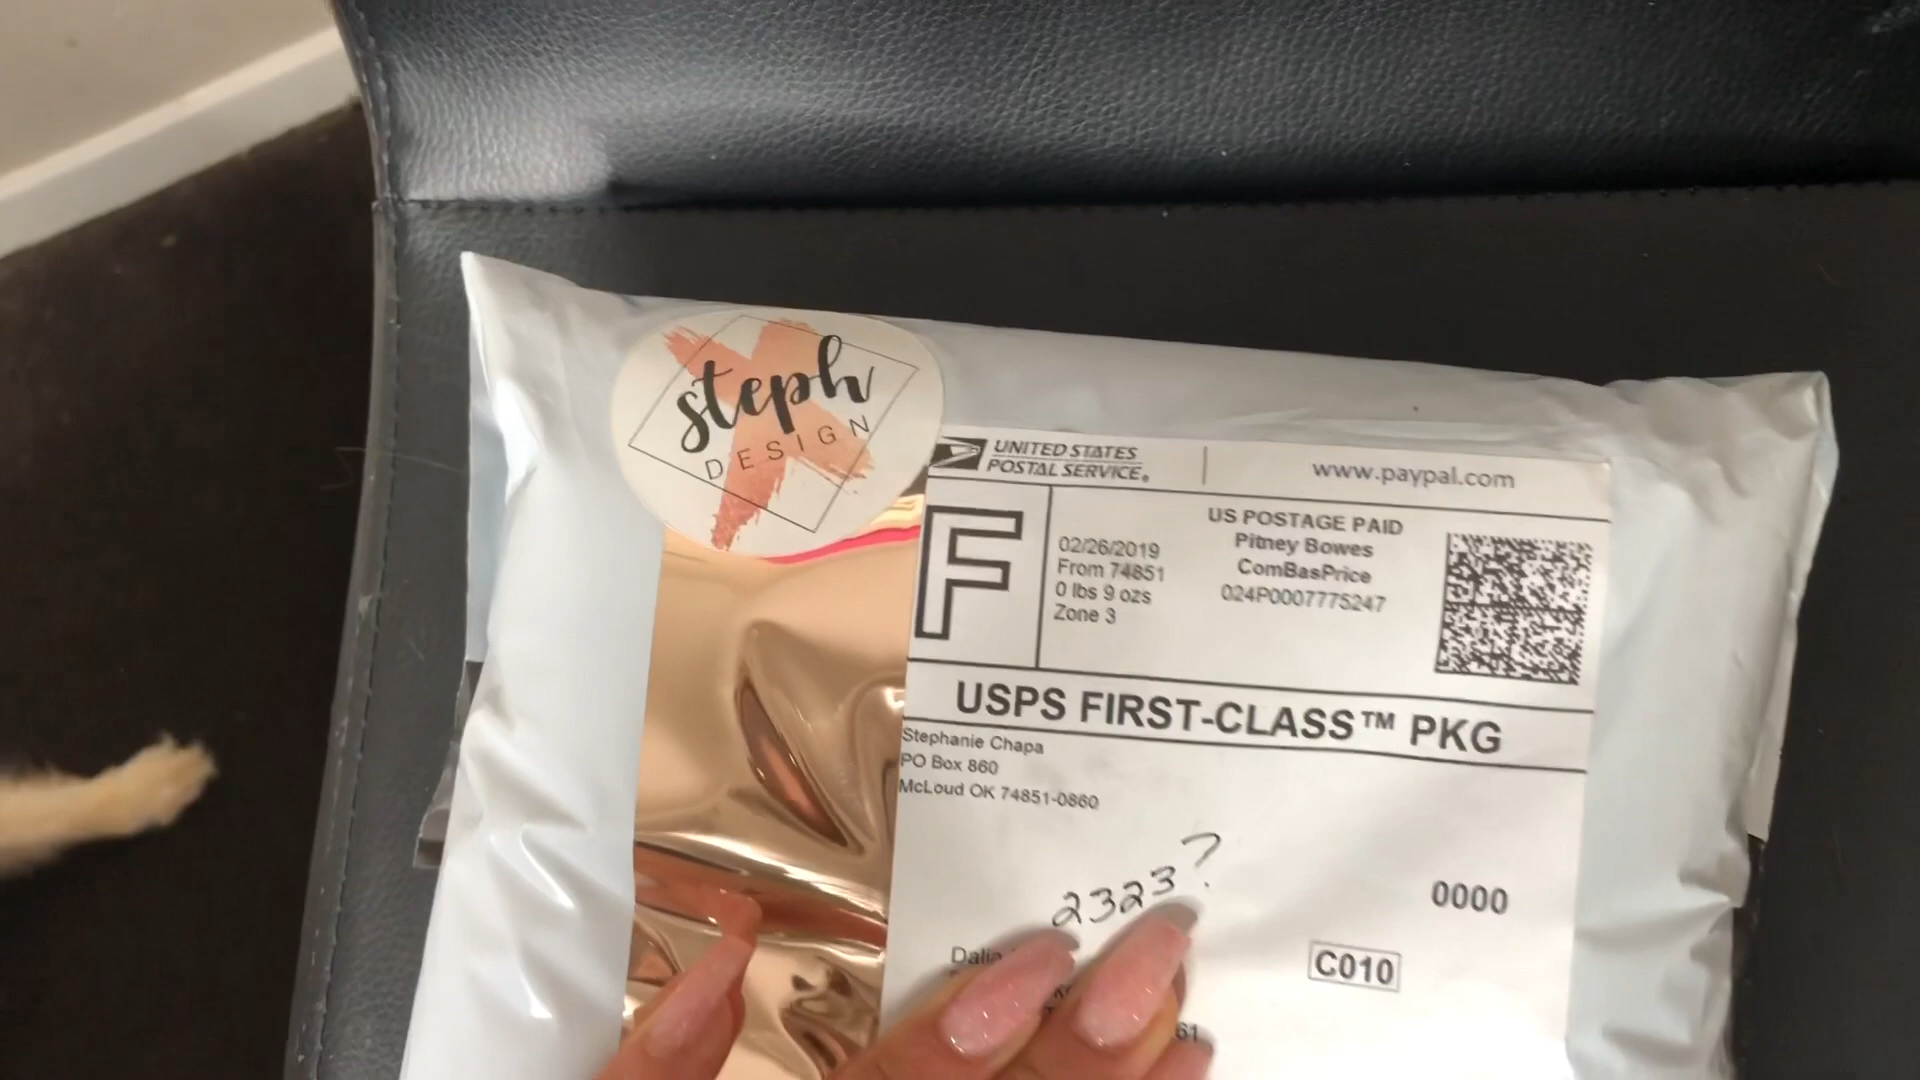 steph
DESIGN
UNITED STATES
POSTAL SERVICE®
www.paypal.com
F
02/26/2019
From 74851
0 lbs 9 ozs
Zone 3
US POSTAGE PAID
Pitney Bowes
ComBasPrice
024P0007775247
USPS FIRST-CLASS™ PKG
Stephanie Chapa
PO Box 860
McLoud OK 74851-0860
2323?
0000
C010
Dalia
61